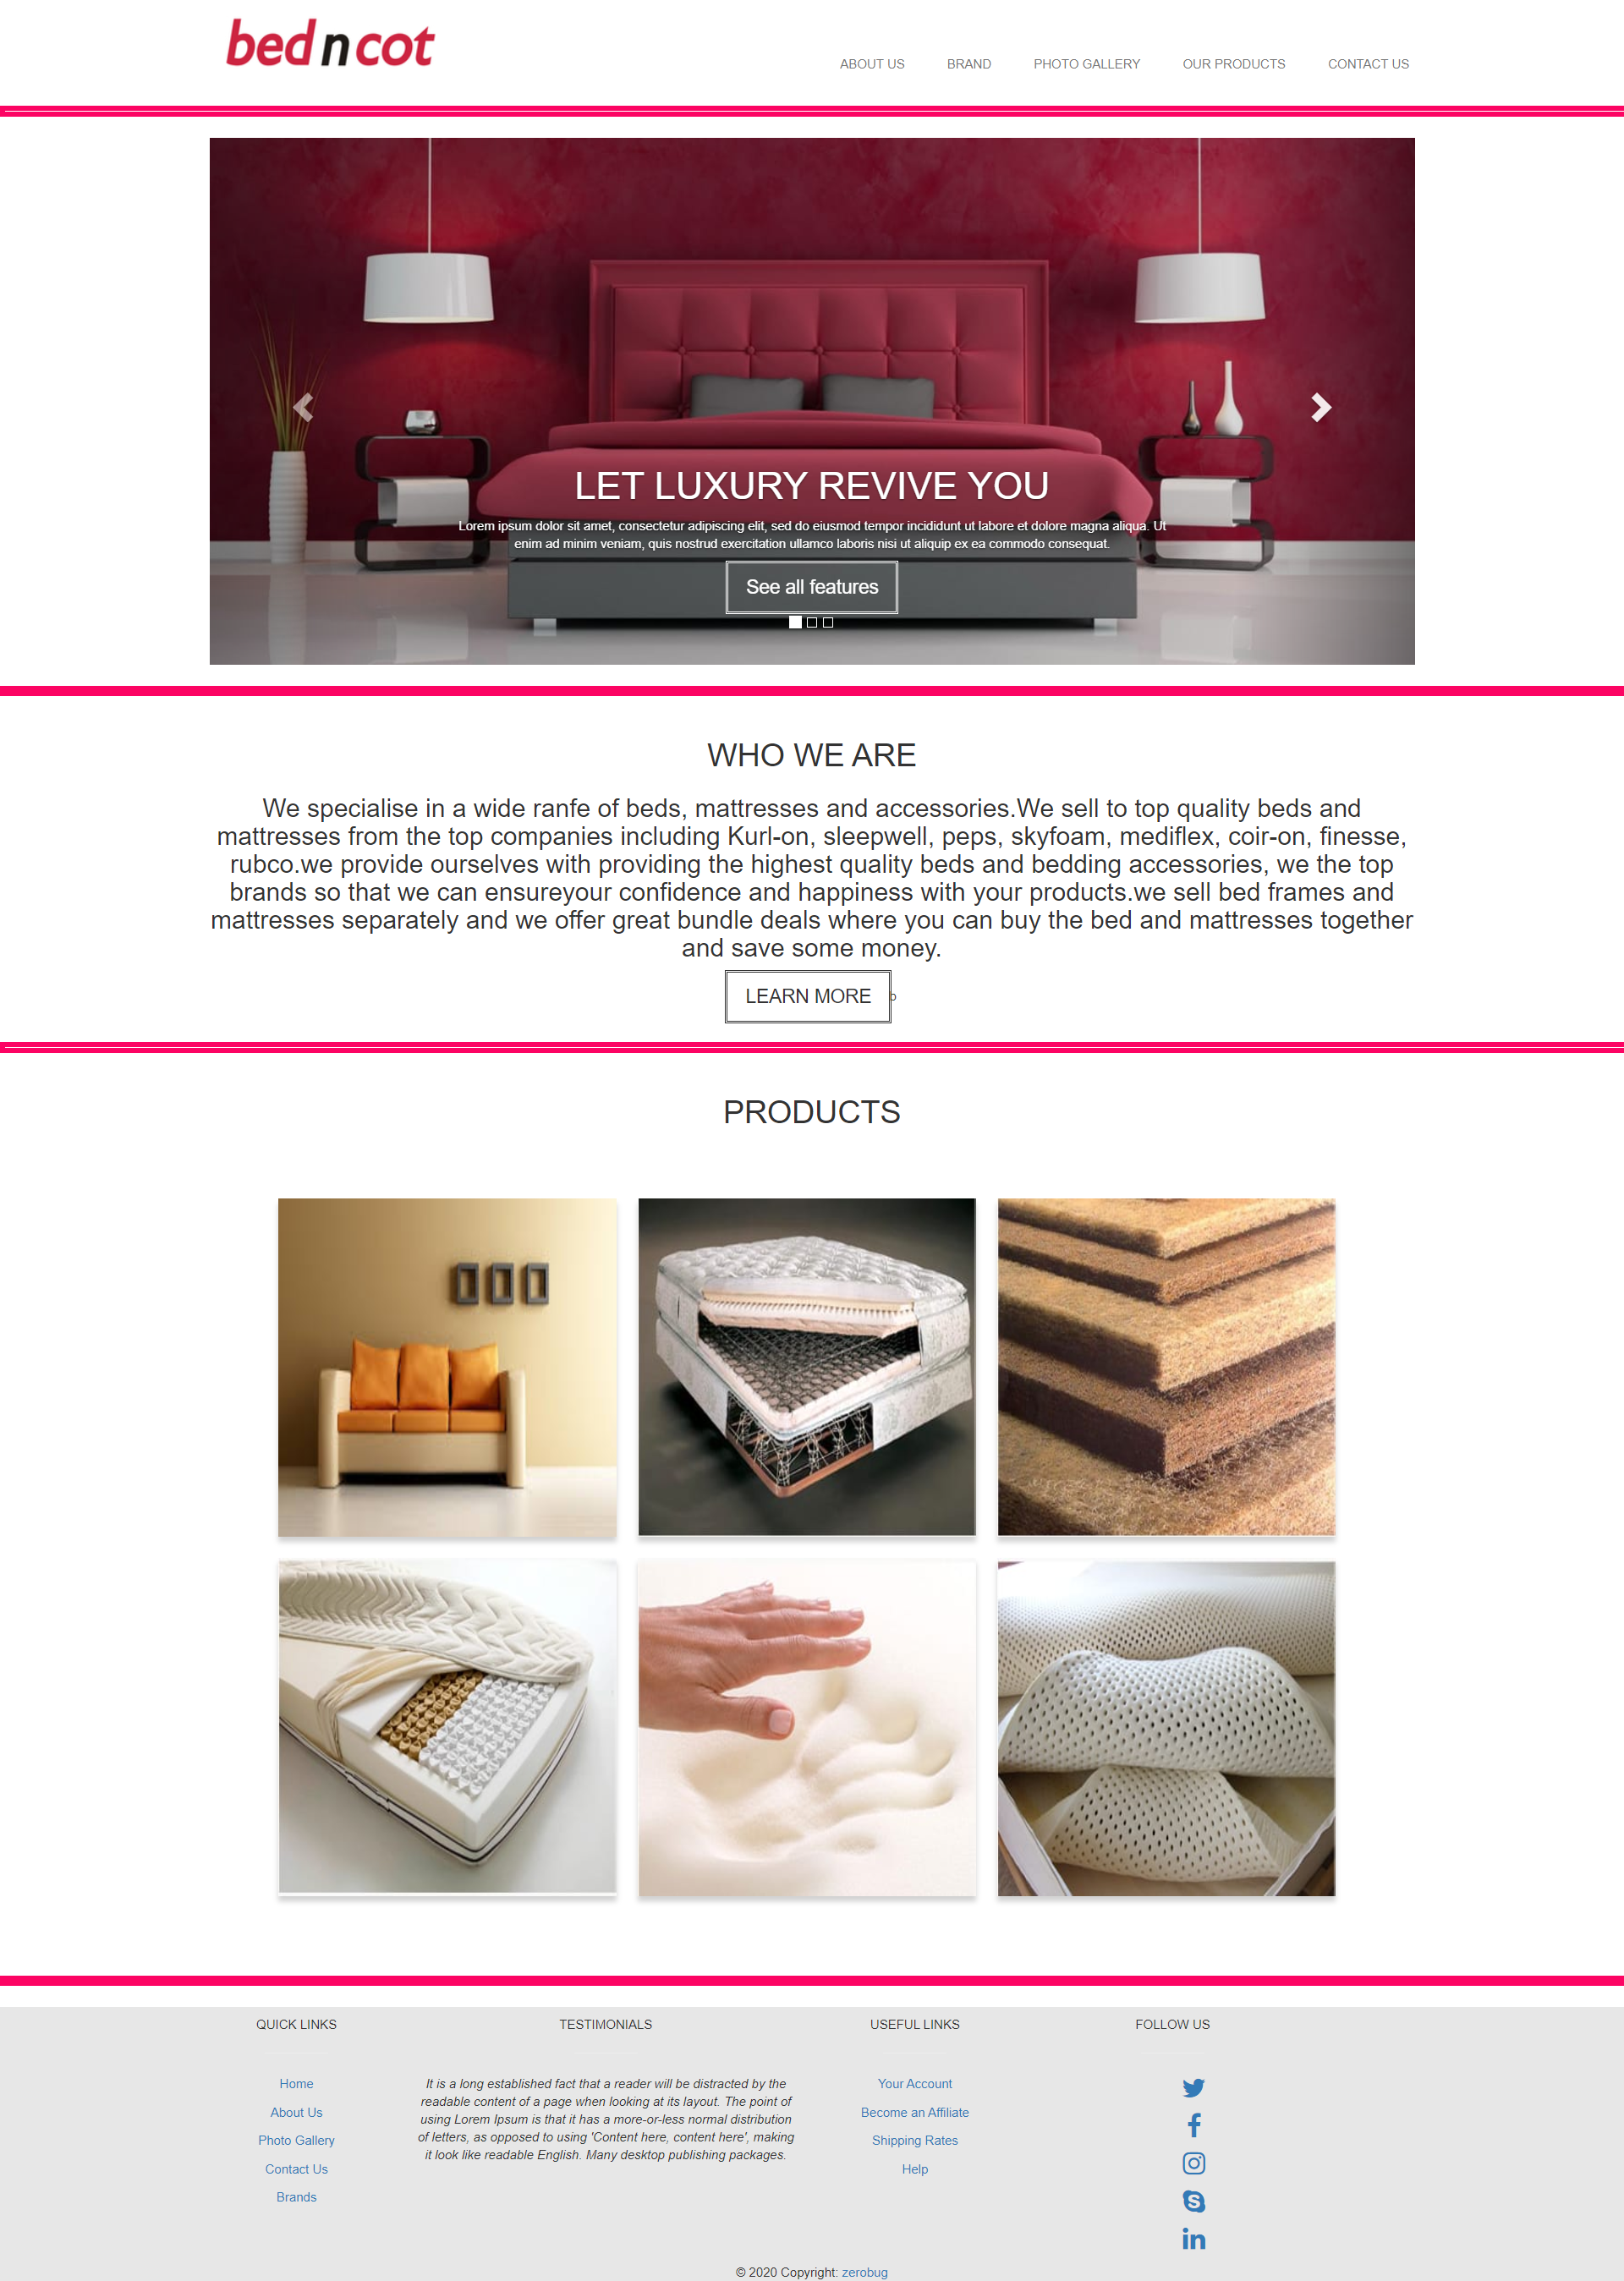 bed n cot
ABOUT US BRAND PHOTO GALLERY OUR PRODUCTS CONTACT US
LET LUXURY REVIVE YOU
Lorem ipsum dolor sit amet, consectetur adipiscing elit, sed do eiusmod tempor incididunt ut labore et dolore magna aliqua. Ut
enim ad minim veniam, quis nostrud exercitation ullamco laboris nisi ut aliquip ex ea commodo consequat.
See all features
WHO WE ARE
We specialise in a wide ranfe of beds, mattresses and accessories.We sell to top quality beds and
mattresses from the top companies including Kurl-on, sleepwell, peps, skyfoam, mediflex, coir-on, finesse,
rubco.we provide ourselves with providing the highest quality beds and bedding accessories, we the top
brands so that we can ensureyour confidence and happiness with your products.we sell bed frames and
mattresses separately and we offer great bundle deals where you can buy the bed and mattresses together
and save some money.
LEARN MORE b
PRODUCTS
QUICK LINKS
Home
About Us
Photo Gallery
Contact Us
Brands
TESTIMONIALS
It is a long established fact that a reader will be distracted by the
readable content of a page when looking at its layout. The point of
using Lorem Ipsum is that it has a more-or-less normal distribution
of letters, as opposed to using 'Content here, content here', making
it look like readable English. Many desktop publishing packages.
USEFUL LINKS
Your Account
Become an Affiliate
Shipping Rates
Help
FOLLOW US
© 2020 Copyright: zerobug